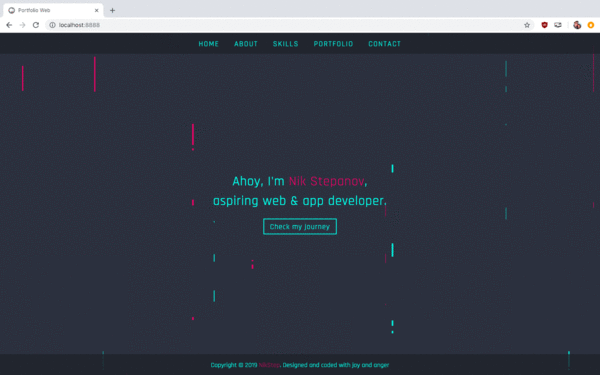 Portfolio Web
localhost:8888
HOME ABOUT SKILLS PORTFOLIO CONTACT
Ahoy, I'm Nik Stepanov,
aspiring web & app developer.
Check my journey
Copyright © 2019 . Designed and coded with joy and anger